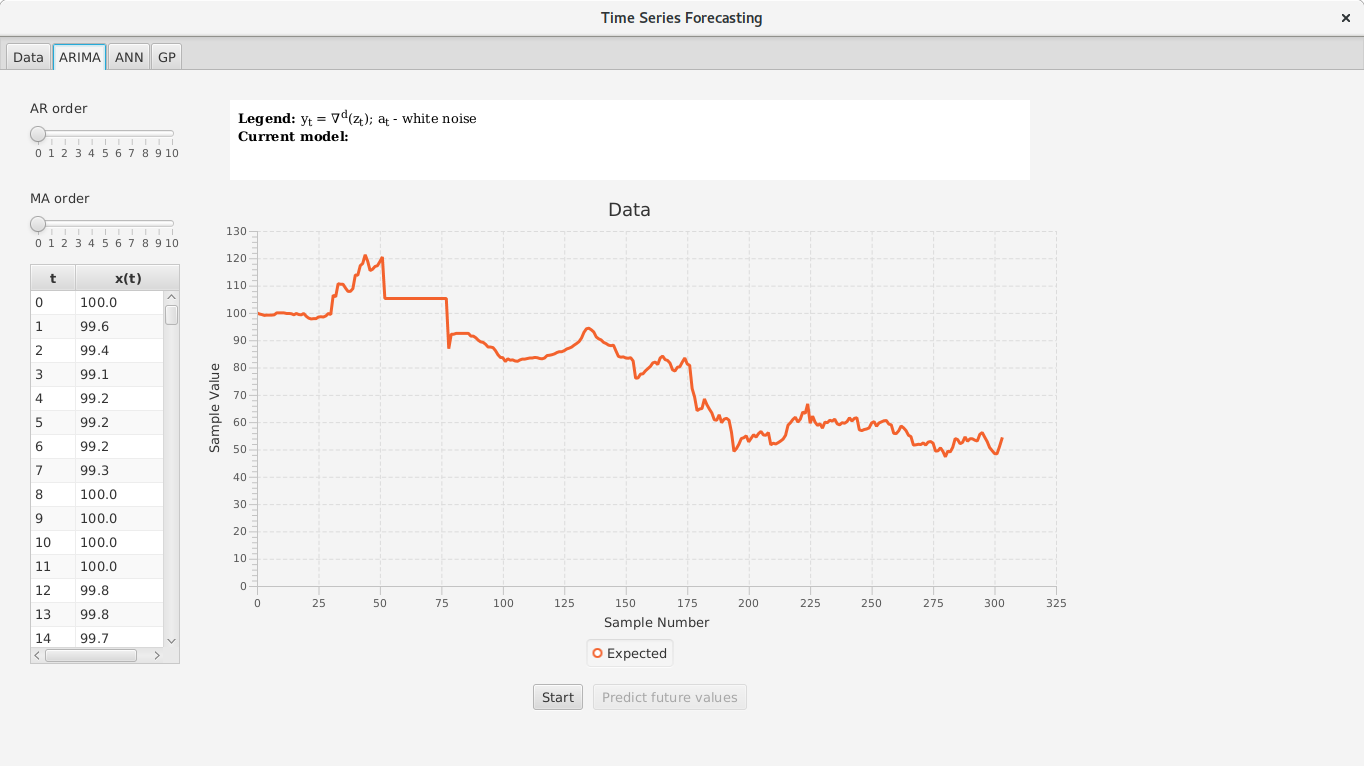 Time Series Forecasting ×
Data ARIMA ANN GP
AR order
0 1 2 3 4 5 6 7 8 9 10
MA order
0 1 2 3 4 5 6 7 8 9 10
t x(t)
0 100.0
1 99.6
2 99.4
3 99.1
4 99.2
5 99.2
6 99.2
7 99.3
8 100.0
9 100.0
10 100.0
11 100.0
12 99.8
13 99.8
14 99.7
Legend: yt = ∇d(zt); at - white noise
Current model:
Data
Sample Value
130
120
110
100
90
80
70
60
50
40
30
20
10
0
0 25 50 75 100 125 150 175 200 225 250 275 300 325
Sample Number
Expected
Start Predict future values